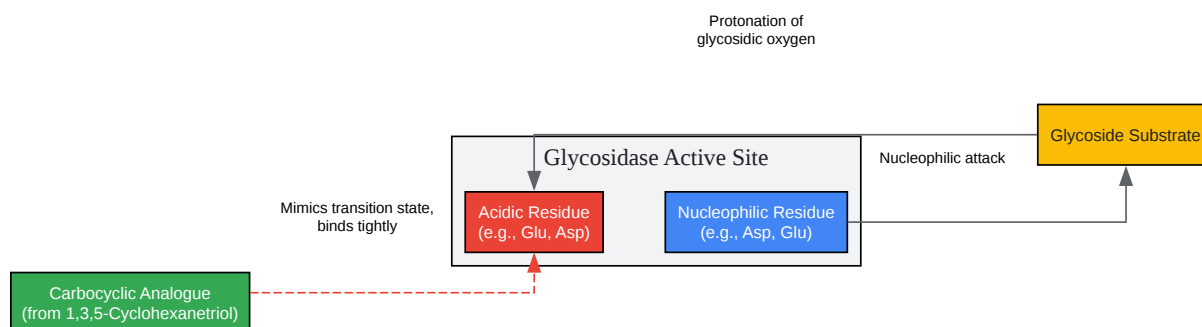 Protonation of
glycosidic oxygen
Glycoside Substrate
Glycosidase Active Site
Nucleophilic attack
Mimics transition state,
binds tightly
Acidic Residue
(e.g., Glu, Asp)
Nucleophilic Residue
(e.g., Asp, Glu)
Carbocyclic Analogue
(from 1,3,5-Cyclohexanetriol)